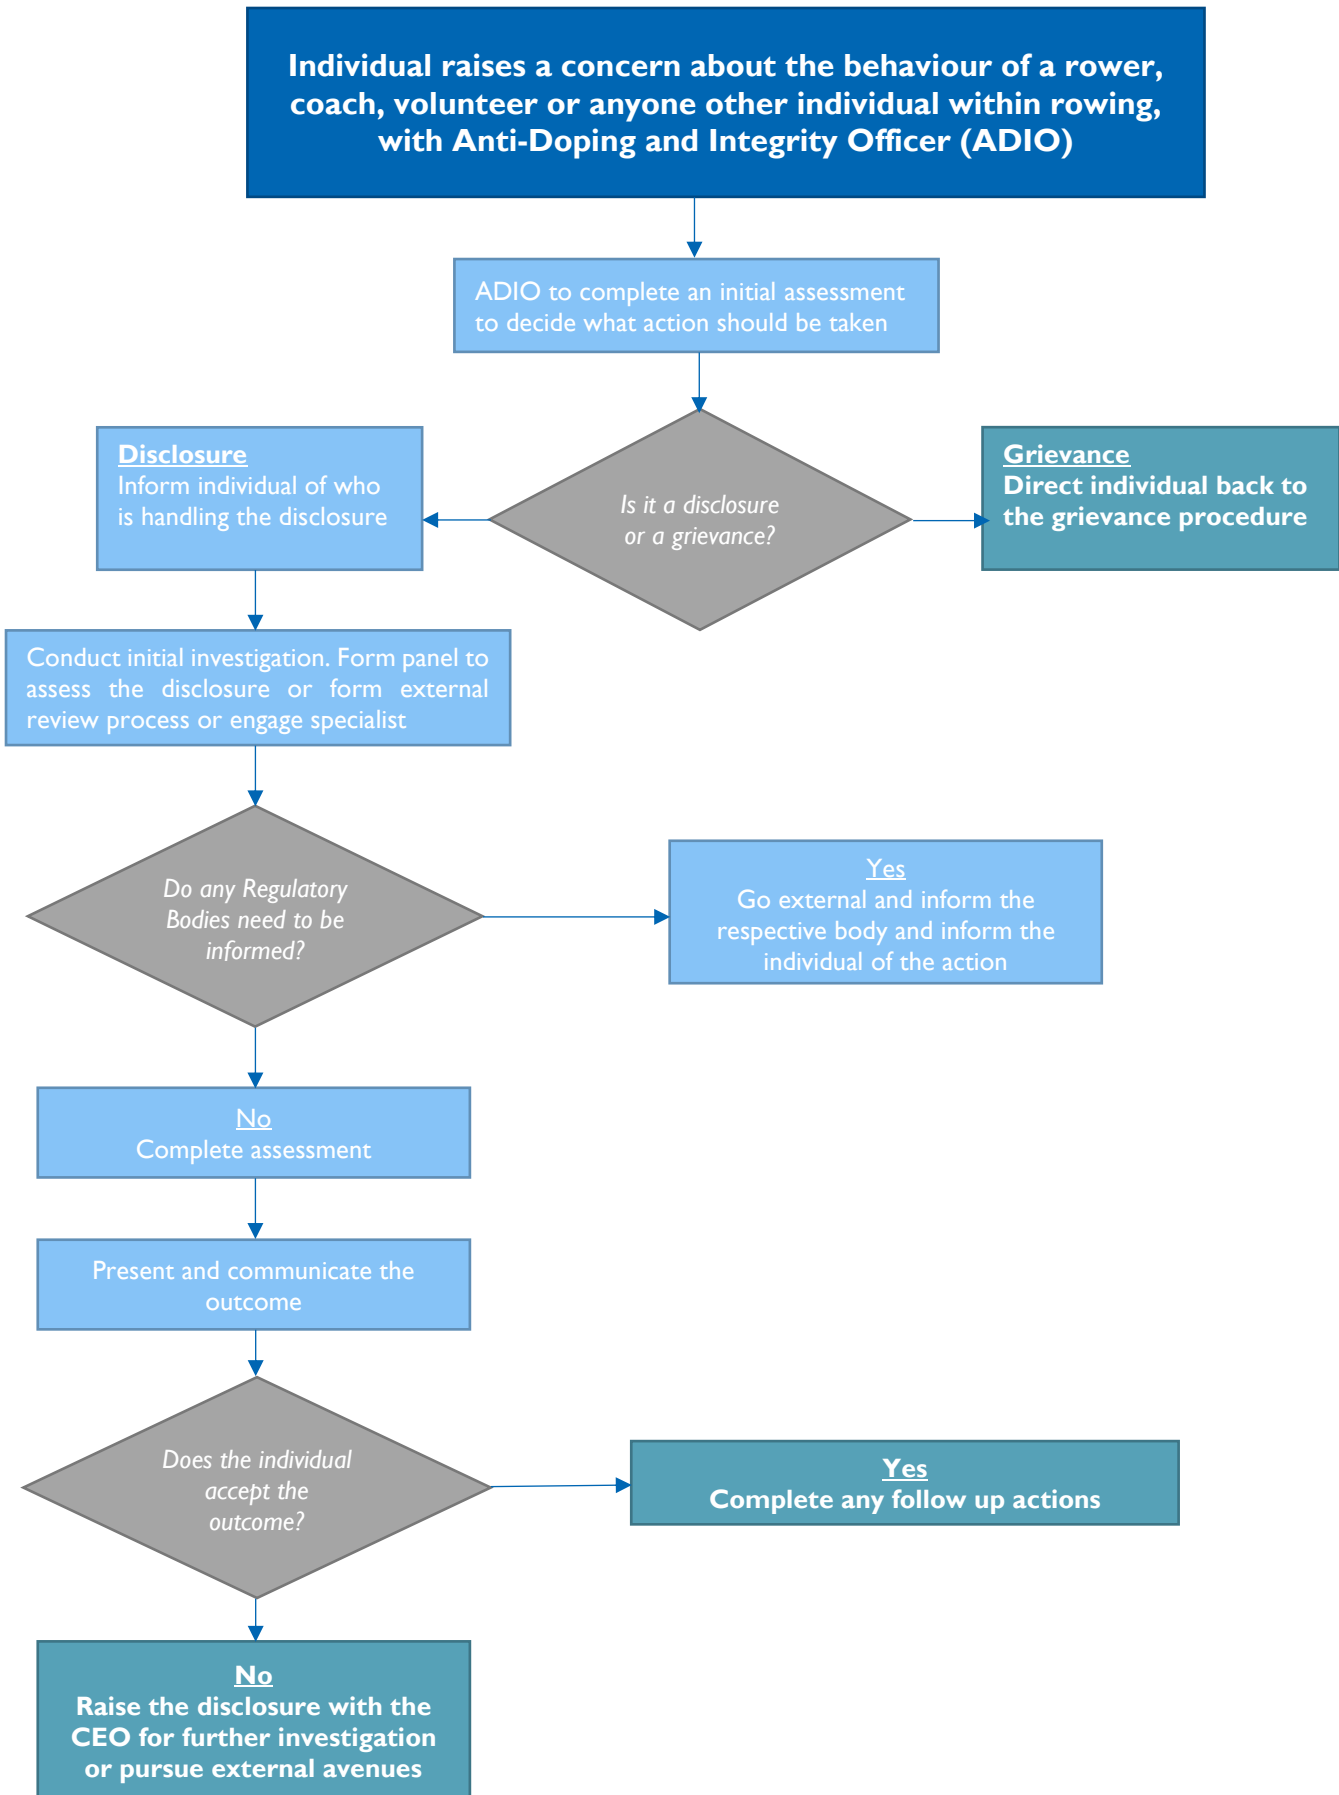 Individual raises a concern about the behaviour of a rower,
coach, volunteer or anyone other individual within rowing,
with Anti-Doping and Integrity Officer (ADIO)
ADIO to complete an initial assessment
to decide what action should be taken
Is it a disclosure
or a grievance?
Disclosure
Inform individual of who
is handling the disclosure
Grievance
Direct individual back to
the grievance procedure
Conduct initial investigation. Form panel to
assess the disclosure or form external
review process or engage specialist
Do any Regulatory
Bodies need to be
informed?
Yes
Go external and inform the
respective body and inform the
individual of the action
No
Complete assessment
Present and communicate the
outcome
Does the individual
accept the
outcome?
Yes
Complete any follow up actions
No
Raise the disclosure with the
CEO for further investigation
or pursue external avenues